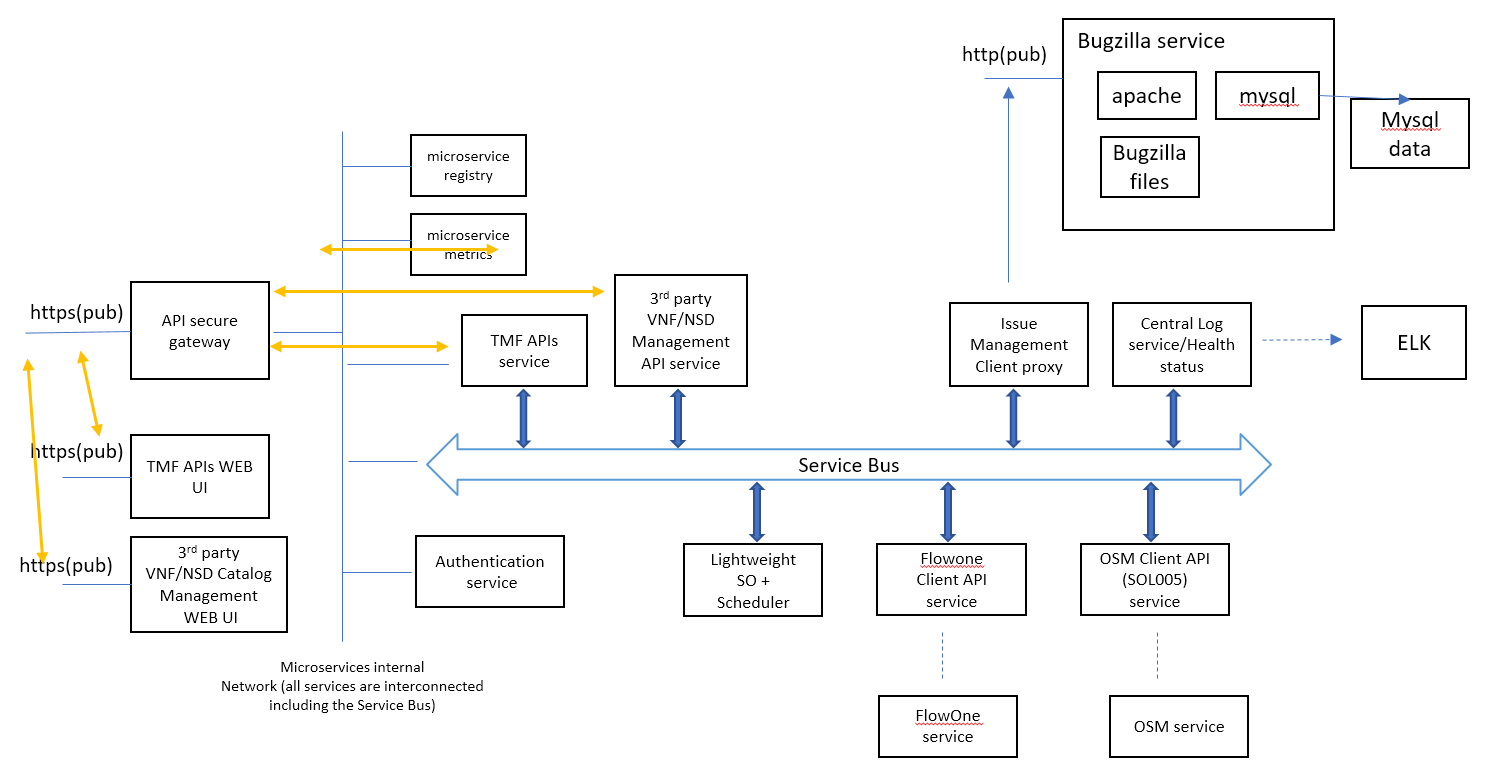 Bugzilla service
http(pub)
apache
mysql
Mysql
data
Bugzilla
files
microservice
registry
microservice
metrics
https(pub)
API secure
gateway
3rd party
VNF/NSD
Management
API service
TMF APIs
service
Issue
Management
Client proxy
Central Log
service/Health
status
ELK
https(pub)
TMF APIs WEB
UI
Service Bus
https(pub)
3rd party
VNF/NSD Catalog
Management
WEB UI
Authentication
service
Lightweight
SO +
Scheduler
Flowone
Client API
service
OSM Client API
(SOL005)
service
Microservices internal
Network (all services are interconnected
including the Service Bus)
FlowOne
service
OSM service